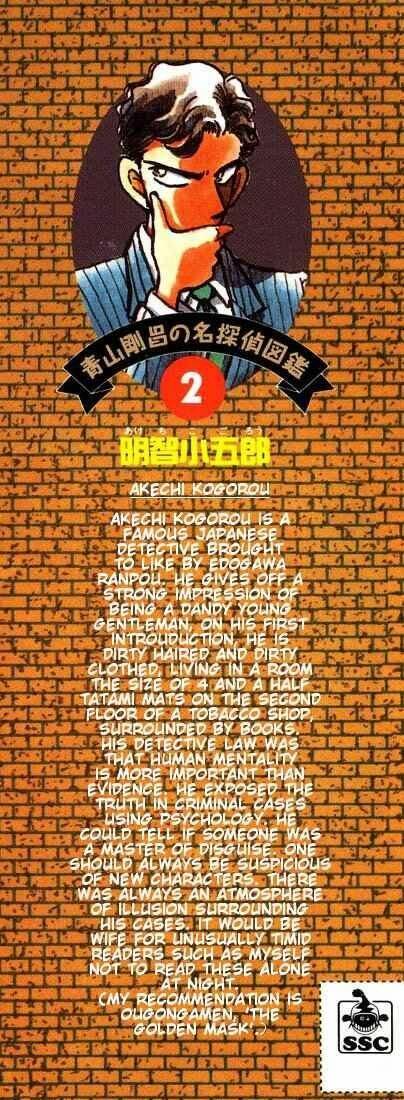 青山剛昌の名探偵図鑑
2
あけちこごろう
明智小五郎
AKECHI KOGOROU
AKECHI KOGOROU IS A
FAMOUS JAPANESE
DETECTIVE BROUGHT
TO LIKE BY EDOGAWA
RANPOU. HE GIVES OFF A
STRONG IMPRESSION OF
BEING A DANDY YOUNG
GENTLEMAN, ON HIS FIRST
INTROUDUCTION, HE IS
DIRTY HAIRED AND DIRTY
CLOTHED, LIVING IN A ROOM
THE SIZE OF 4 AND A HALF
TATAMI MATS ON THE SECOND
FLOOR OF A TOBACCO SHOP,
SURROUNDED BY BOOKS.
HIS DETECTIVE LAW WAS
THAT HUMAN MENTALITY
IS MORE IMPORTANT THAN
EVIDENCE. HE EXPOSED THE
TRUTH IN CRIMINAL CASES
USING PSYCHOLOGY. HE
COULD TELL IF SOMEONE WAS
A MASTER OF DISGUISE. ONE
SHOULD ALWAYS BE SUSPICIOUS
OF NEW CHARACTERS. THERE
WAS ALWAYS AN ATMOSPHERE
OF ILLUSION SURROUNDING
HIS CASES. IT WOULD BE
WIFE FOR UNUSUALLY TIMID
READERS SUCH AS MYSELF
NOT TO READ THESE ALONE
AT NIGHT.
(MY RECOMMENDATION IS
OUGONGAMEN, 'THE
GOLDEN MASK'.)
SSC